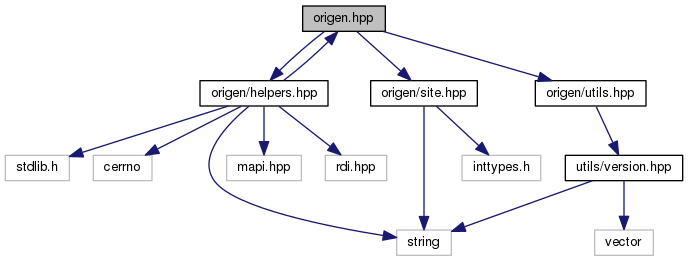 origen.hpp
origen/helpers.hpp
origen/site.hpp
origen/utils.hpp
stdlib.h
cerrno
mapi.hpp
rdi.hpp
inttypes.h
utils/version.hpp
string
vector